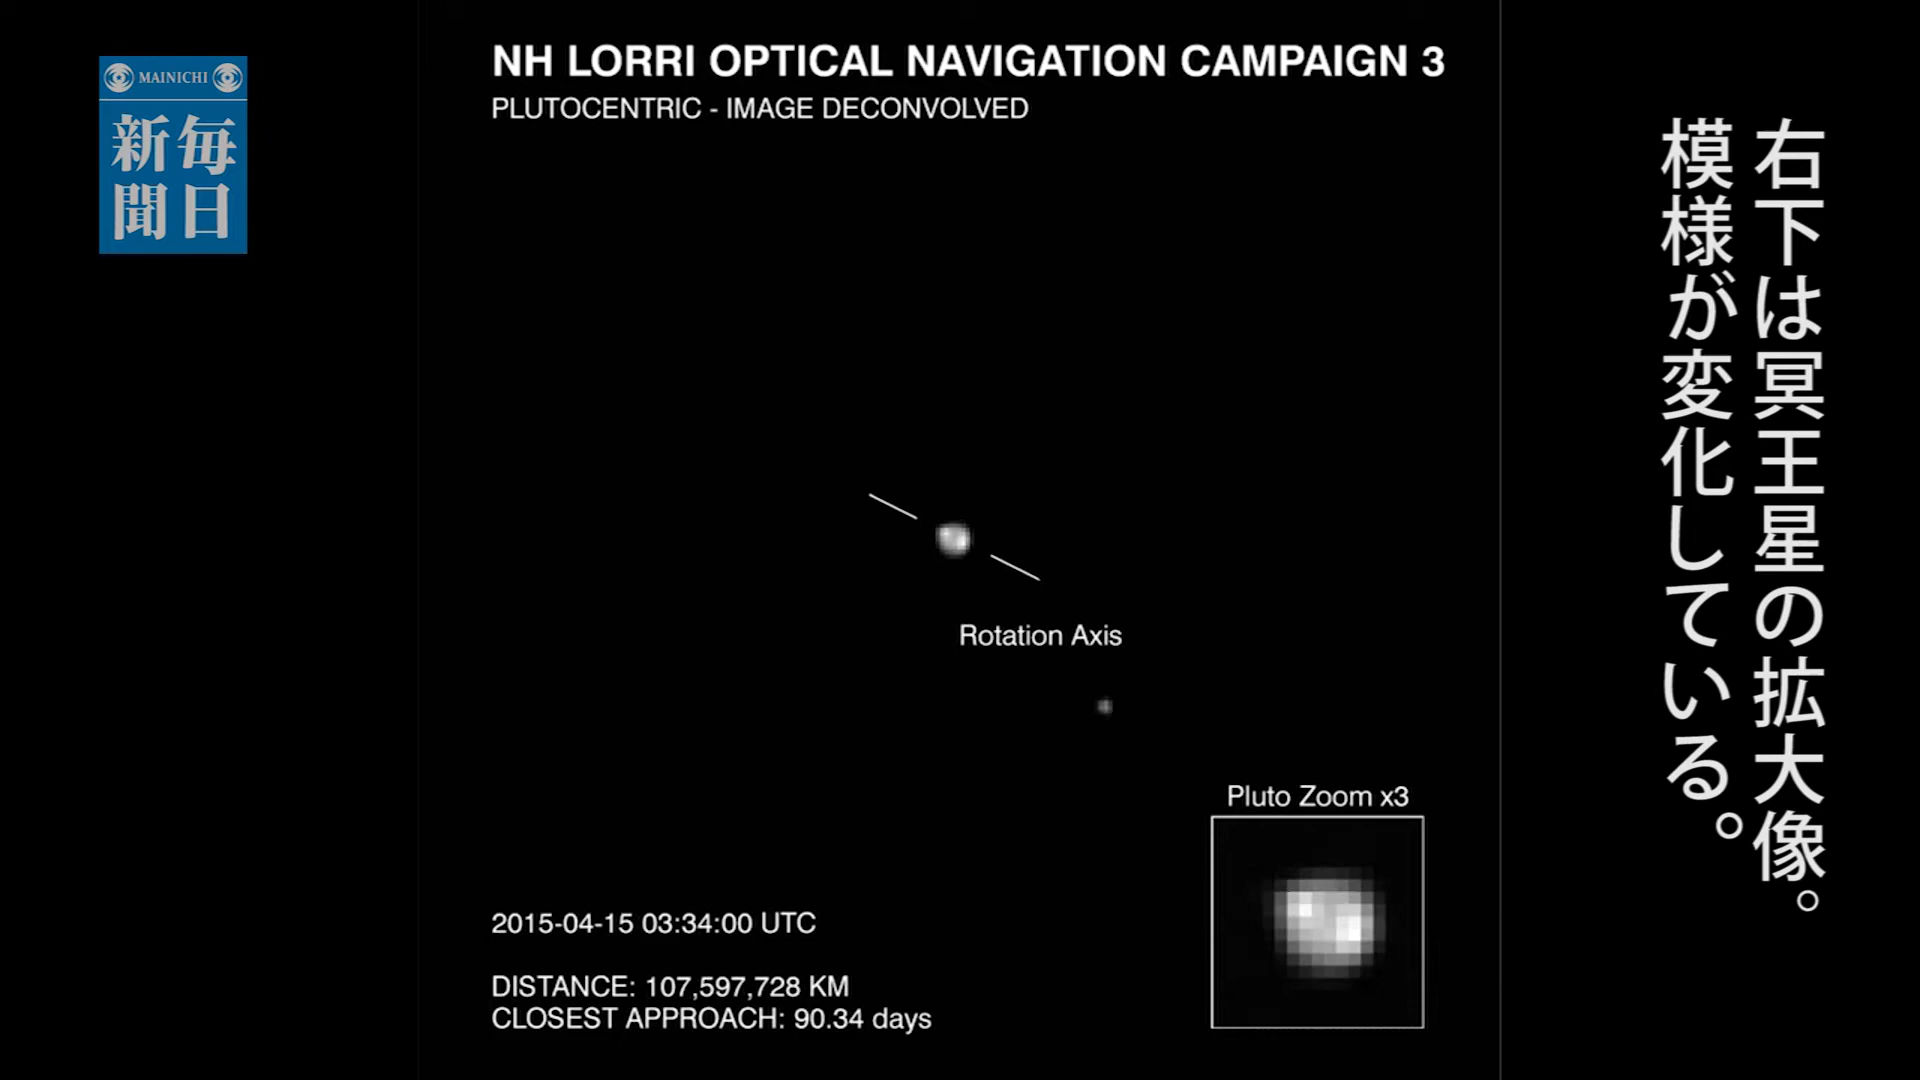 MAINICHI
毎日
新聞
NH LORRI OPTICAL NAVIGATION CAMPAIGN 3
PLUTOCENTRIC - IMAGE DECONVOLVED
右下は冥王星の拡大像。
模様が変化している。
Rotation Axis
Pluto Zoom x3
2015-04-15 03:34:00 UTC
DISTANCE: 107,597,728 KM
CLOSEST APPROACH: 90.34 days